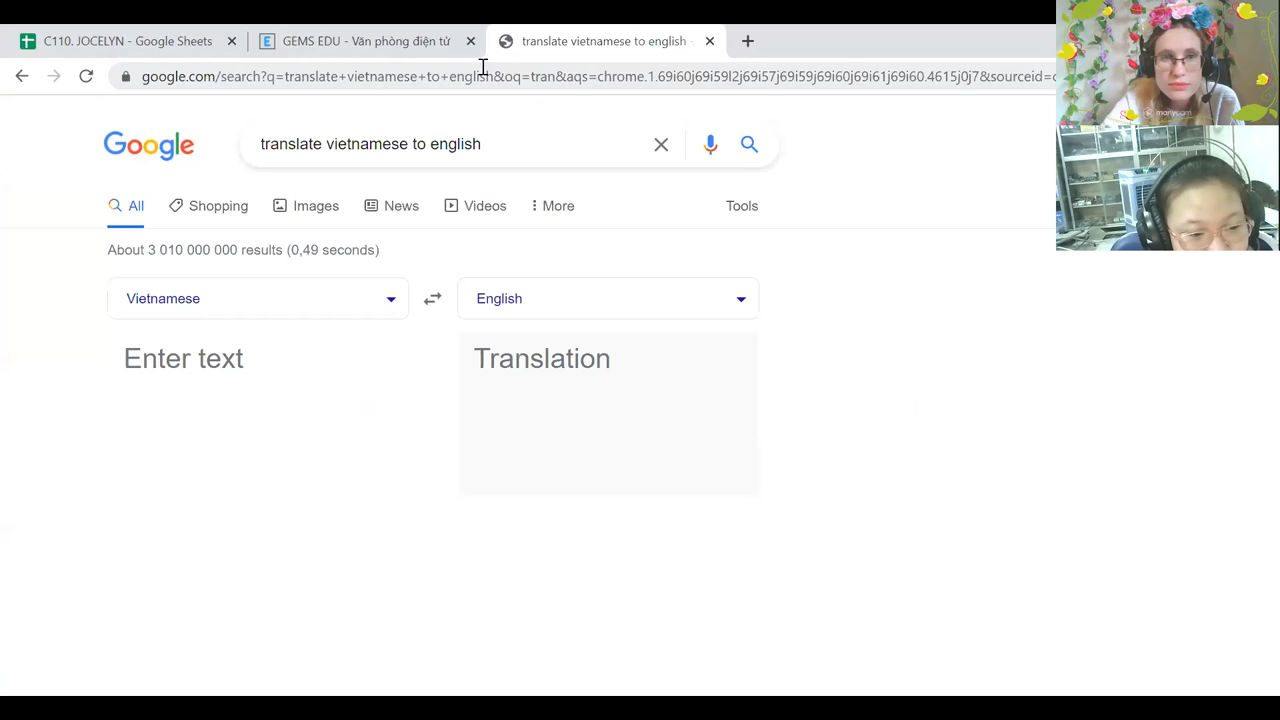 C110. JOCELYN - Google Sheets
GEMS EDU - Văn phòng điện tử
translate vietnamese to english -
google.com/search?q=translate+vietnamese+to+english&oq=tran&aqs=chrome.1.69i60j69i59l2j69i57j69i59j69i60j69i61j69i60.4615j0j7&sourceid=c
manycam
Google
translate vietnamese to english
All
Shopping
Images
News
Videos
More
Tools
About 3 010 000 000 results (0,49 seconds)
Vietnamese
English
Enter text
Translation